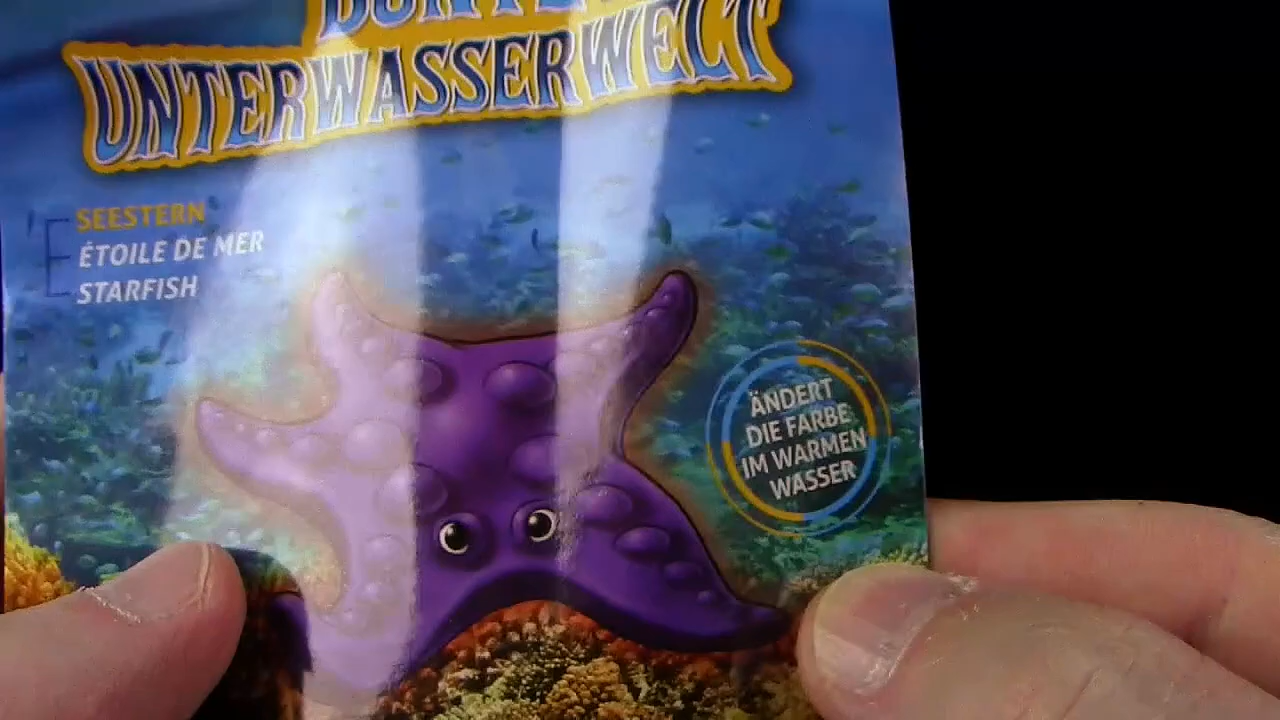 UNTERWASSERWELT
SEESTERN
ÉTOILE DE MER
STARFISH
ÄNDERT
DIE FARBE
IM WARMEN
WASSER